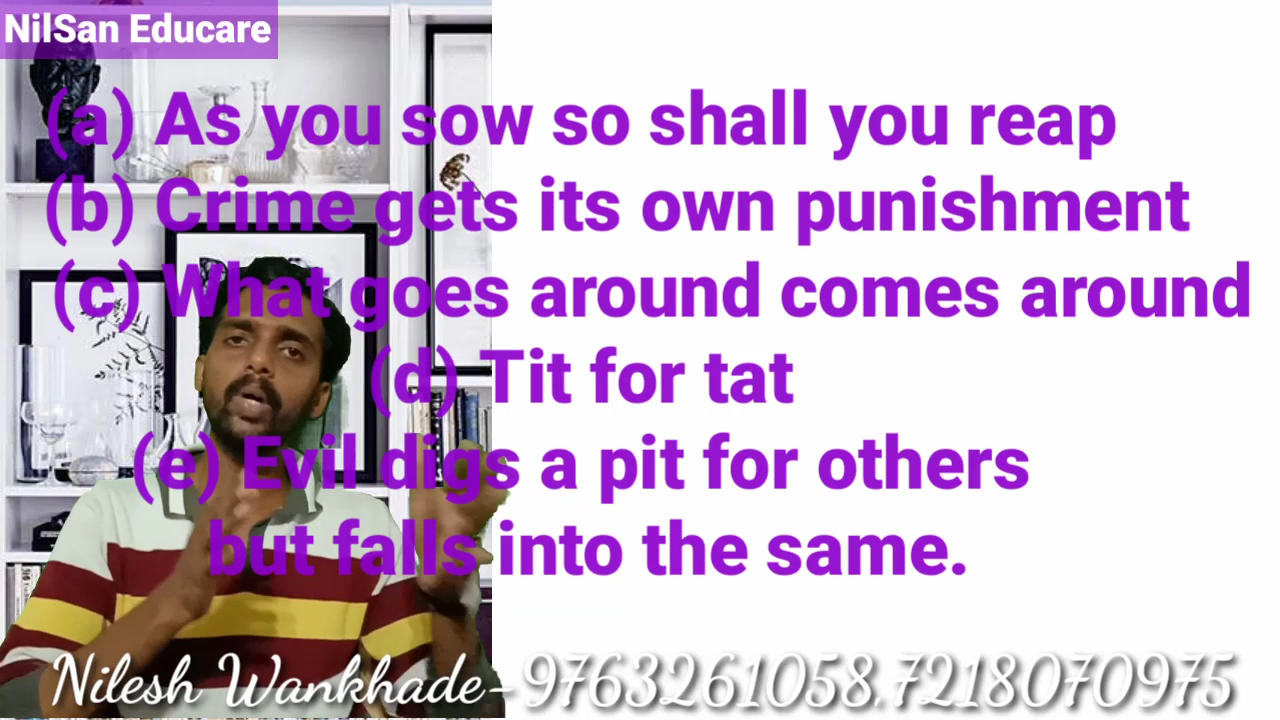 NilSan Educare
(a) As you sow so shall you reap
(b) Crime gets its own punishment
(c) What goes around comes around
(d) Tit for tat
(e) Evil digs a pit for others
but falls into the same.
Nilesh Wankhade-9763261058,7218070975